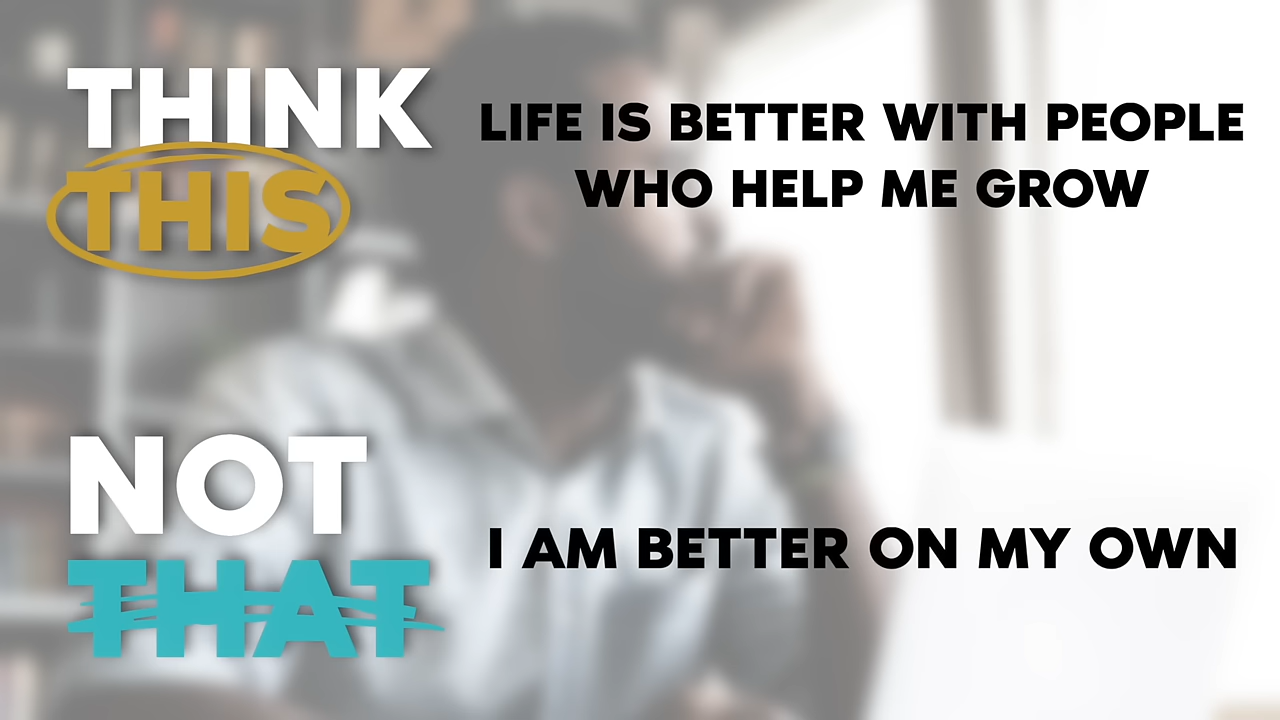 THINK
THIS
LIFE IS BETTER WITH PEOPLE
WHO HELP ME GROW
NOT
THAT
I AM BETTER ON MY OWN